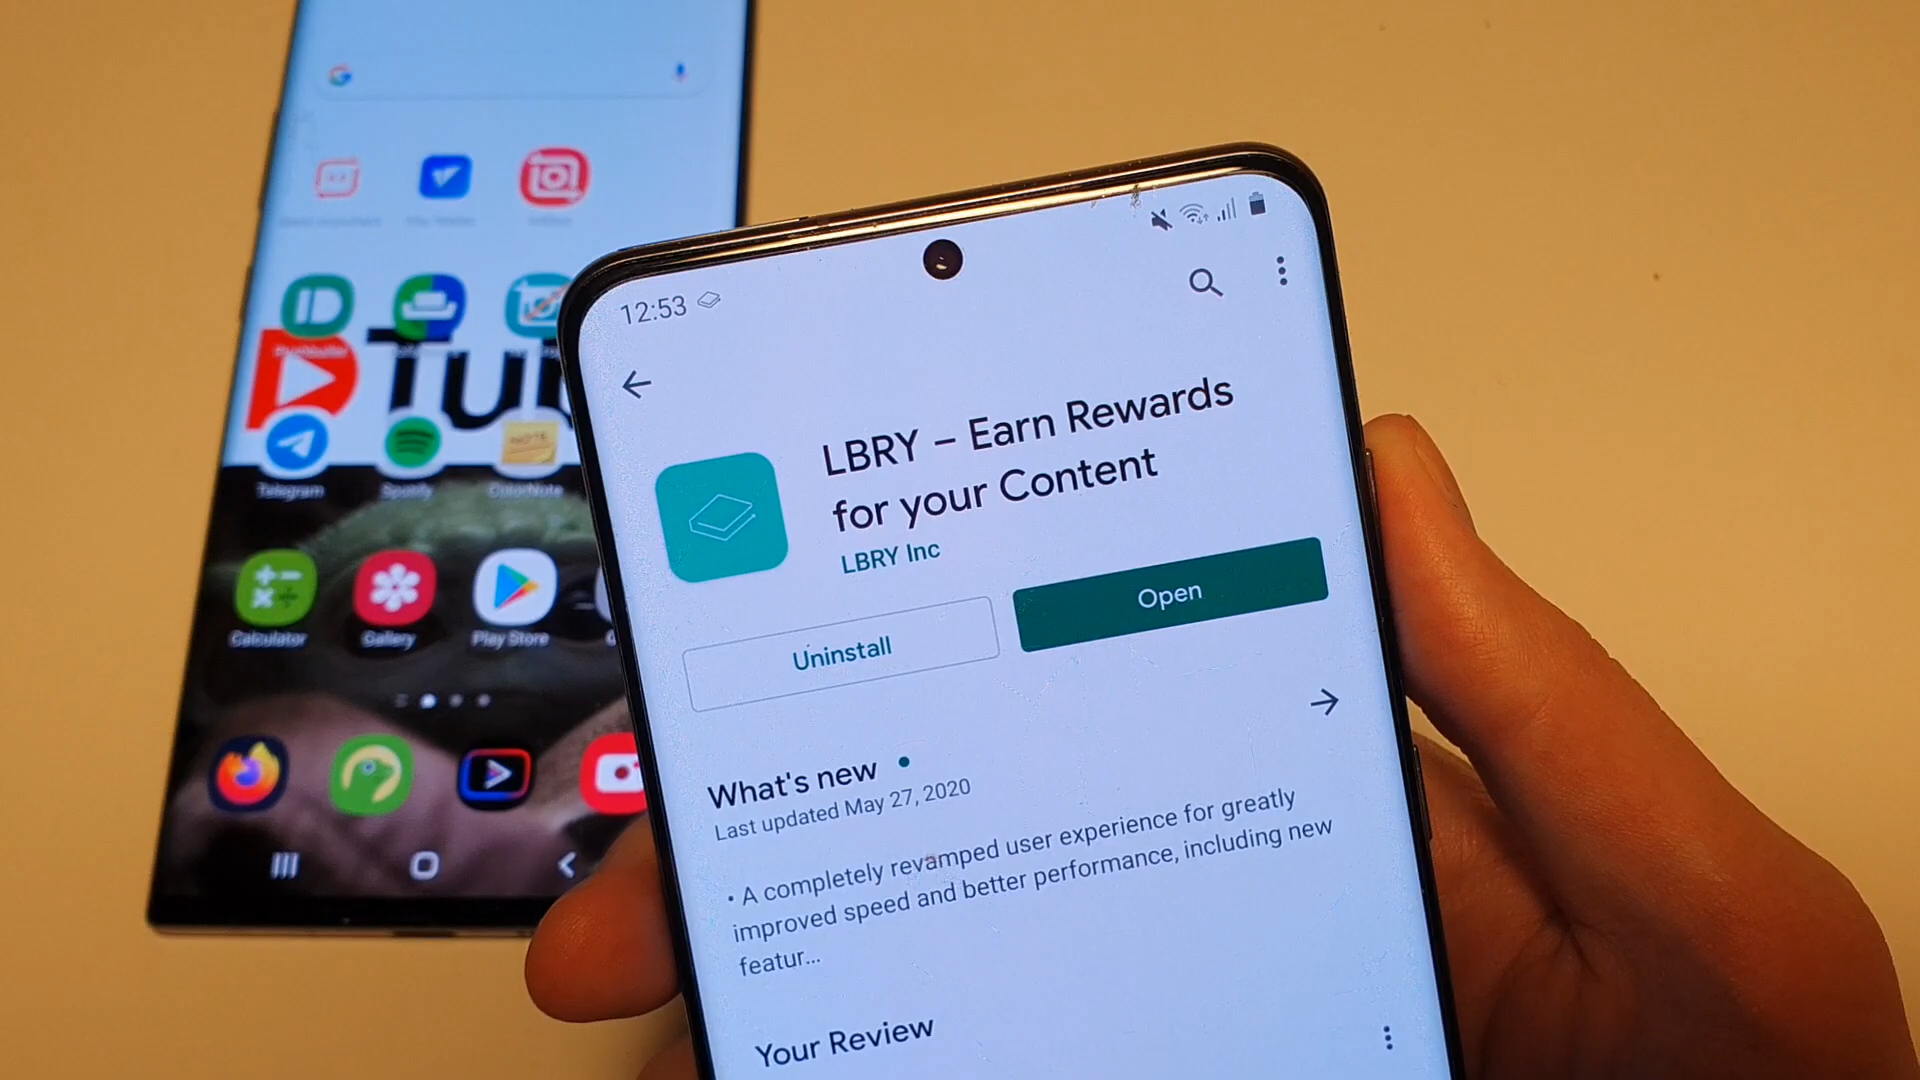 12:53
LBRY – Earn Rewards
for your Content
LBRY Inc
Uninstall
Open
What's new
Last updated May 27, 2020
• A completely revamped user experience for greatly
improved speed and better performance, including new
featur...
Your Review
Tu
Telegram
Spotify
ColorNote
NOTE
Calculator
Gallery
Play Store